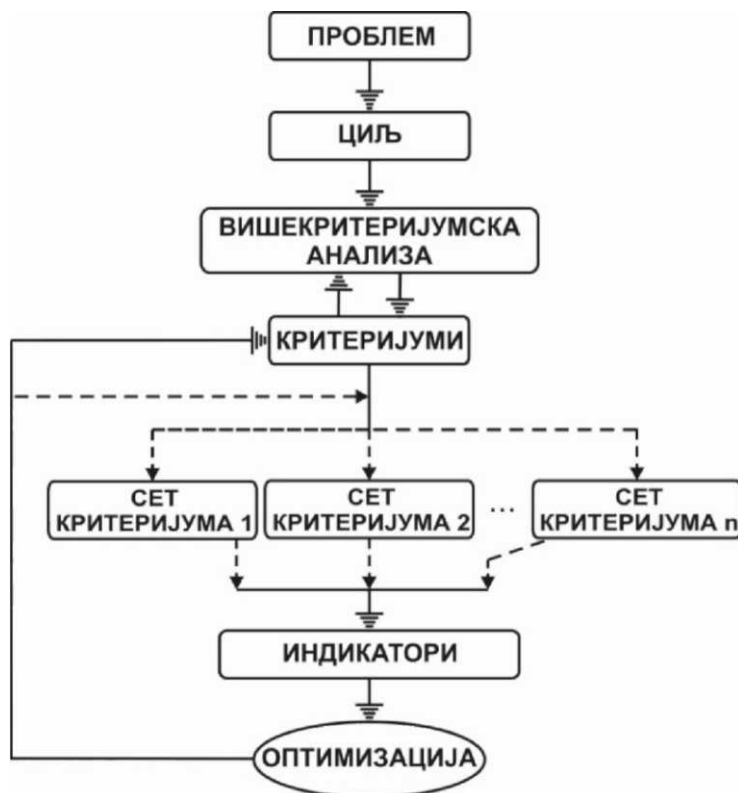 ПРОБЛЕМ
ЦИЉ
ВИШЕКРИТЕРИЈУМСКА
АНАЛИЗА
КРИТЕРИЈУМИ
СЕТ
КРИТЕРИЈУМА 1
СЕТ
КРИТЕРИЈУМА 2
...
СЕТ
КРИТЕРИЈУМА n
ИНДИКАТОРИ
ОПТИМИЗАЦИЈА